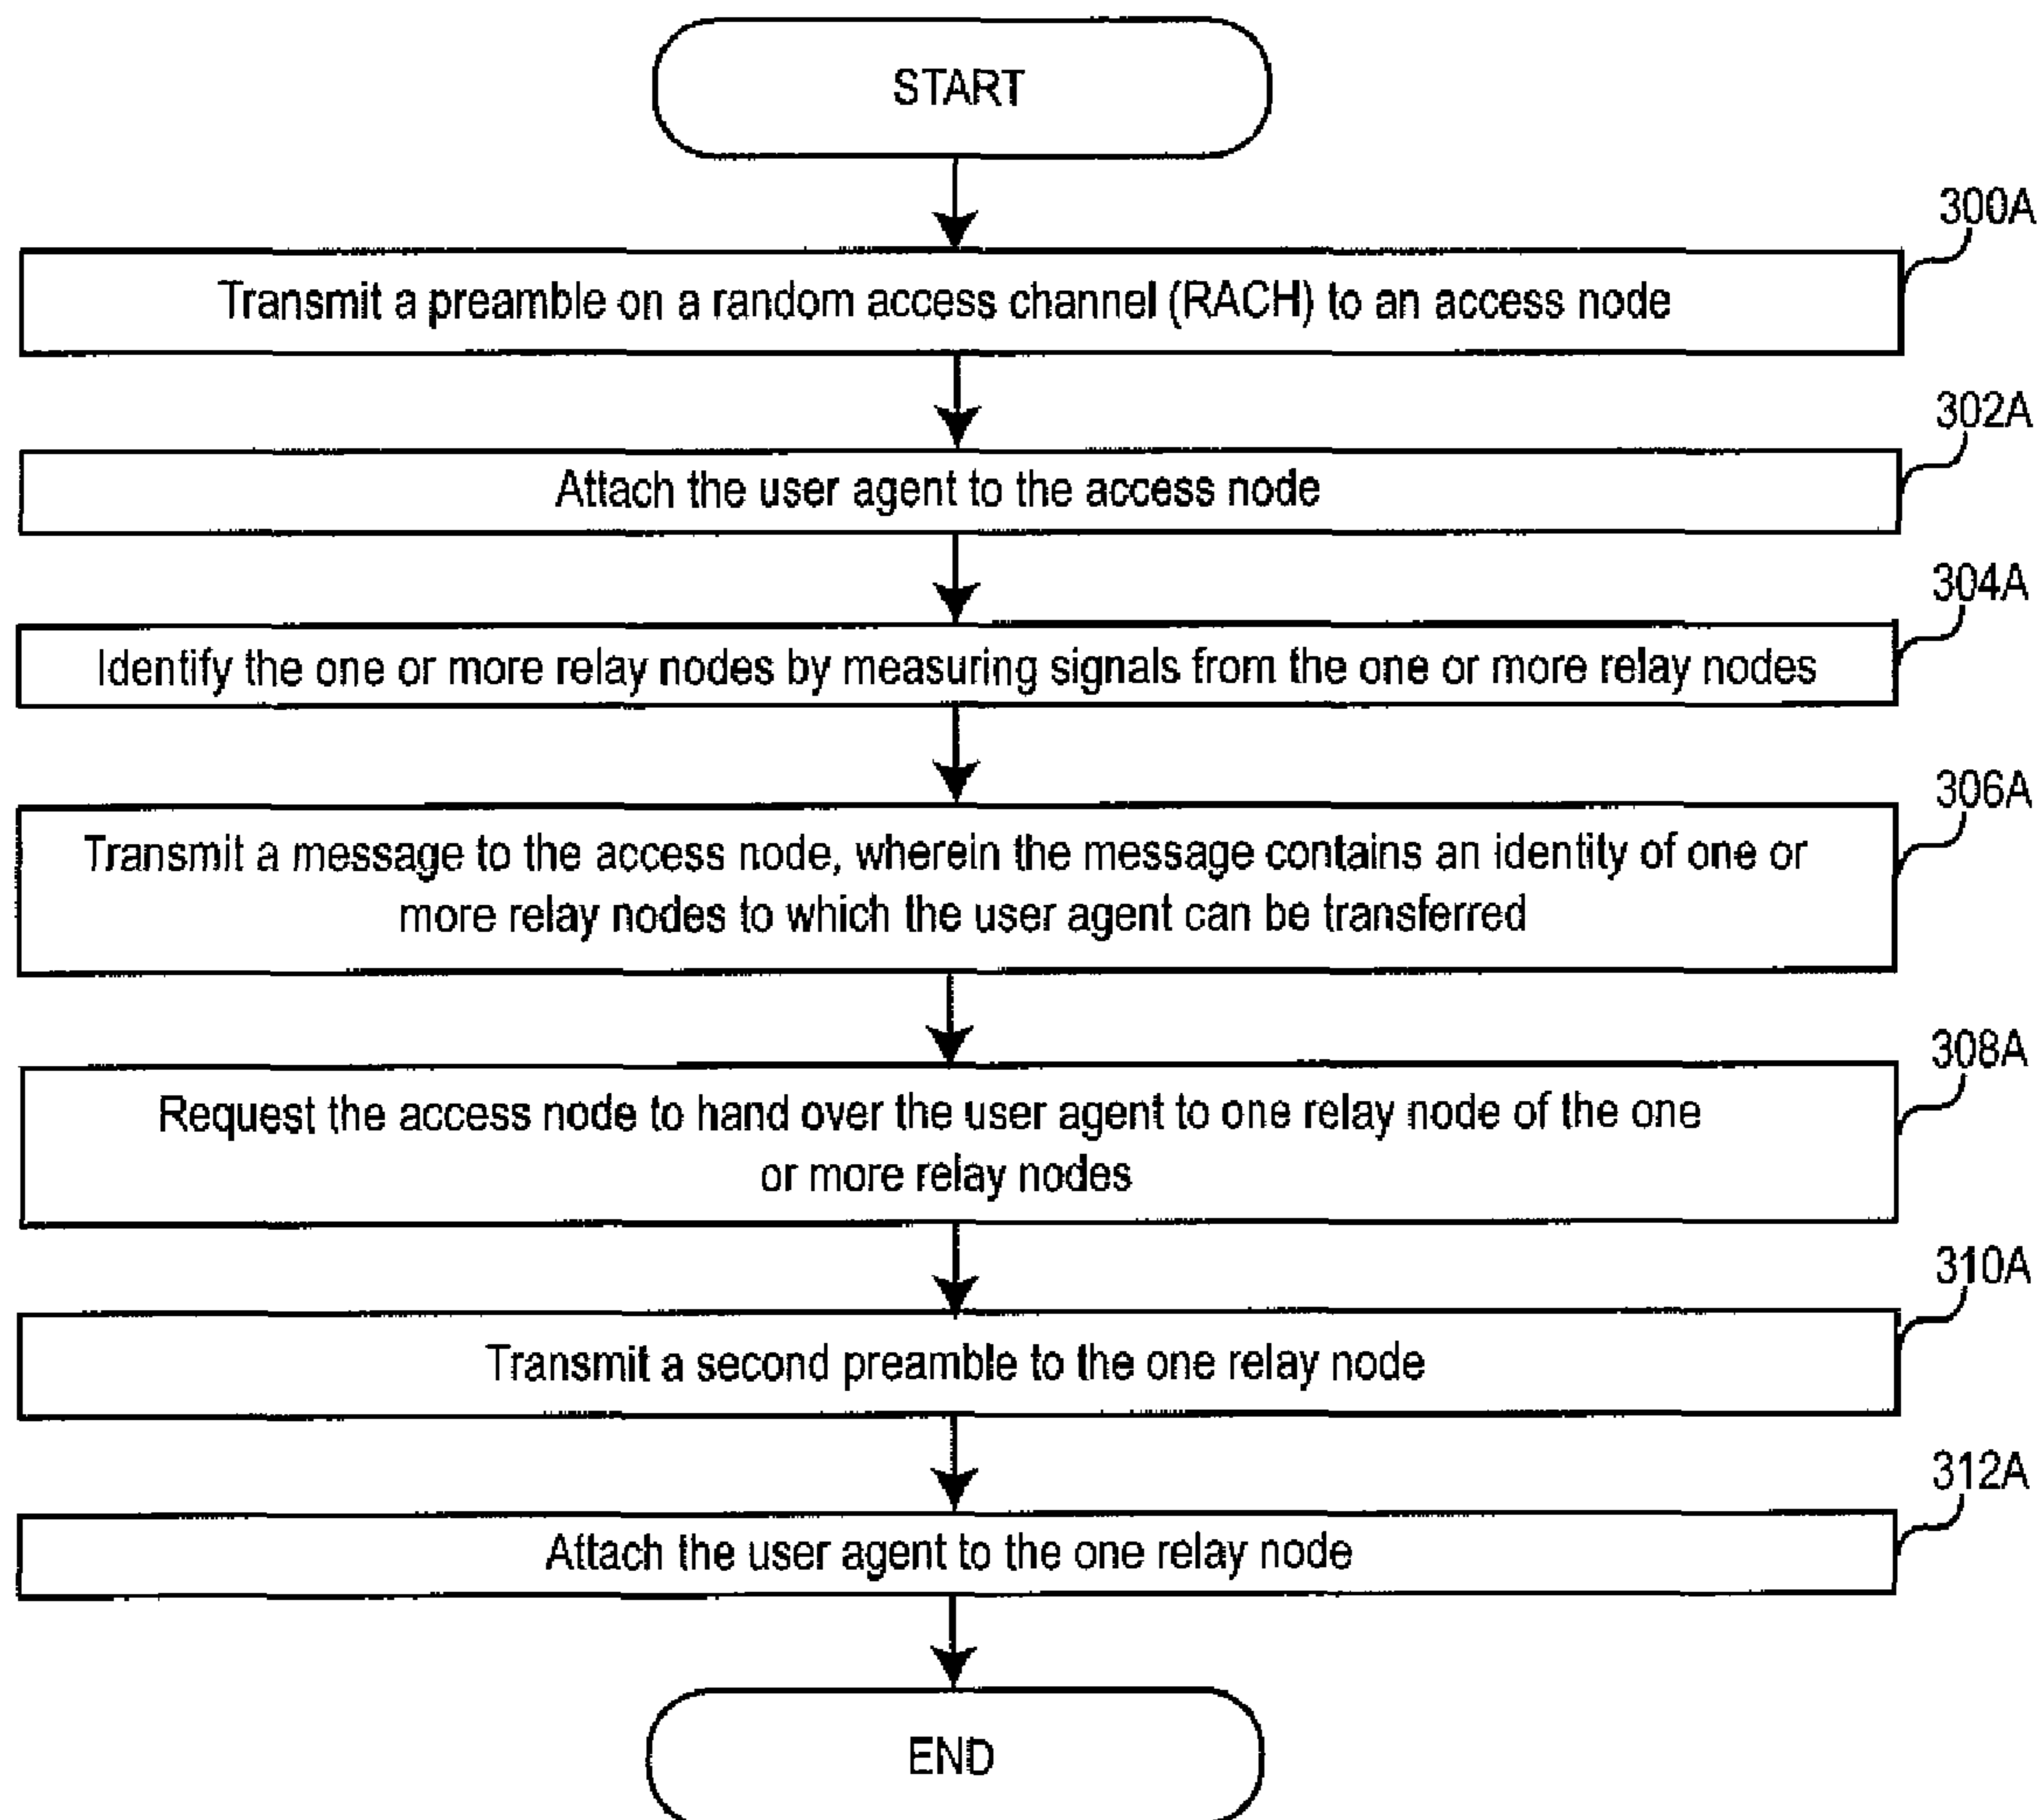 START
300A
Transmit a preamble on a random access channel (RACH) to an access node
302A
Attach the user agent to the access node
304A
Identify the one or more relay nodes by measuring signals from the one or more relay nodes
306A
Transmit a message to the access node, wherein the message contains an identity of one or
more relay nodes to which the user agent can be transferred
308A
Request the access node to hand over the user agent to one relay node of the one
or more relay nodes
310A
Transmit a second preamble to the one relay node
312A
Attach the user agent to the one relay node
END